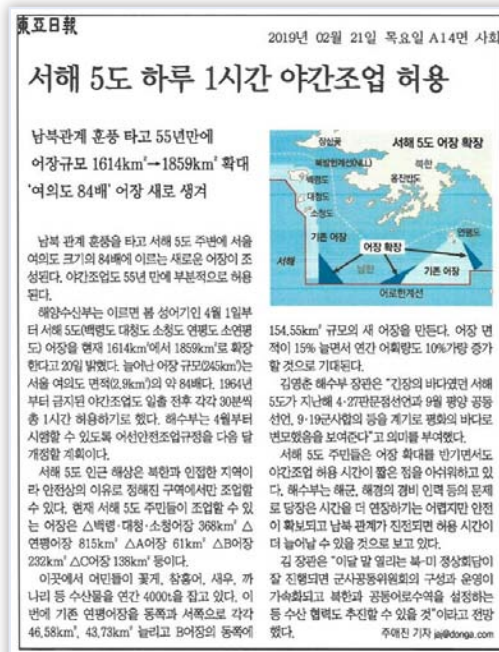 東亞日報
2019년 02월 21일 목요일 A14면 사회
서해 5도 하루 1시간 야간조업 허용
남북관계 훈풍 타고 55년만에
어장규모 1614㎢→1859㎢ 확대
‘여의도 84배’ 어장 새로 생겨
장산곶
서해 5도 어장 확장
북방한계선(NLL)
북한
백령도
옹진반도
대청도
소청도
연평도
기존 어장
어장 확장
서해
남한
기존 어장
어로한계선
남북 관계 훈풍을 타고 서해 5도 주변에 서울
여의도 크기의 84배에 이르는 새로운 어장이 조
성된다. 야간조업도 55년 만에 부분적으로 허용
된다.
해양수산부는 이르면 봄 성어기인 4월 1일부
터 서해 5도(백령도 대청도 소청도 연평도 소연평
도) 어장을 현재 1614㎢에서 1859㎢로 확장
한다고 20일 밝혔다. 늘어난 어장 규모(245㎢)는
서울 여의도 면적(2.9㎢)의 약 84배다. 1964년
부터 금지된 야간조업도 일출 전후 각각 30분씩
총 1시간 허용하기로 했다. 해수부는 4월부터
시행할 수 있도록 어선안전조업규정을 다음 달
개정할 계획이다.
서해 5도 인근 해상은 북한과 인접한 지역이
라 안전상의 이유로 정해진 구역에서만 조업할
수 있다. 현재 서해 5도 주민들이 조업할 수 있
는 어장은 △백령·대청·소청어장 368㎢ △
연평어장 815㎢ △A어장 61㎢ △B어장
232㎢ △C어장 138㎢ 등이다.
이곳에서 어민들이 꽃게, 참홍어, 새우, 까
나리 등 수산물을 연간 4000t을 잡고 있다. 이
번에 기존 연평어장을 동쪽과 서쪽으로 각각
46.58㎢, 43.73㎢ 늘리고 B어장의 동쪽에
154.55㎢ 규모의 새 어장을 만든다. 어장 면
적이 15% 늘면서 연간 어획량도 10%가량 증가
할 것으로 기대된다.
김영춘 해수부 장관은 “긴장의 바다였던 서해
5도가 지난해 4·27판문점선언과 9월 평양 공동
선언, 9·19군사합의 등을 계기로 평화의 바다로
변모했음을 보여준다”고 의미를 부여했다.
서해 5도 주민들은 어장 확대를 반기면서도
야간조업 허용 시간이 짧은 점을 아쉬워하고 있
다. 해수부는 해군, 해경의 경비 인력 등의 문제
로 당장은 시간을 더 연장하기는 어렵지만 안전
이 확보되고 남북 관계가 진전되면 허용 시간이
더 늘어날 수 있을 것으로 보고 있다.
김 장관은 “이달 말 열리는 북-미 정상회담이
잘 진행되면 군사공동위원회의 구성과 운영이
가속화되고 북한과 공동어로수역을 설정하는
등 수산 협력도 추진할 수 있을 것”이라고 전망
했다.
주애진 기자 jaj@donga.com